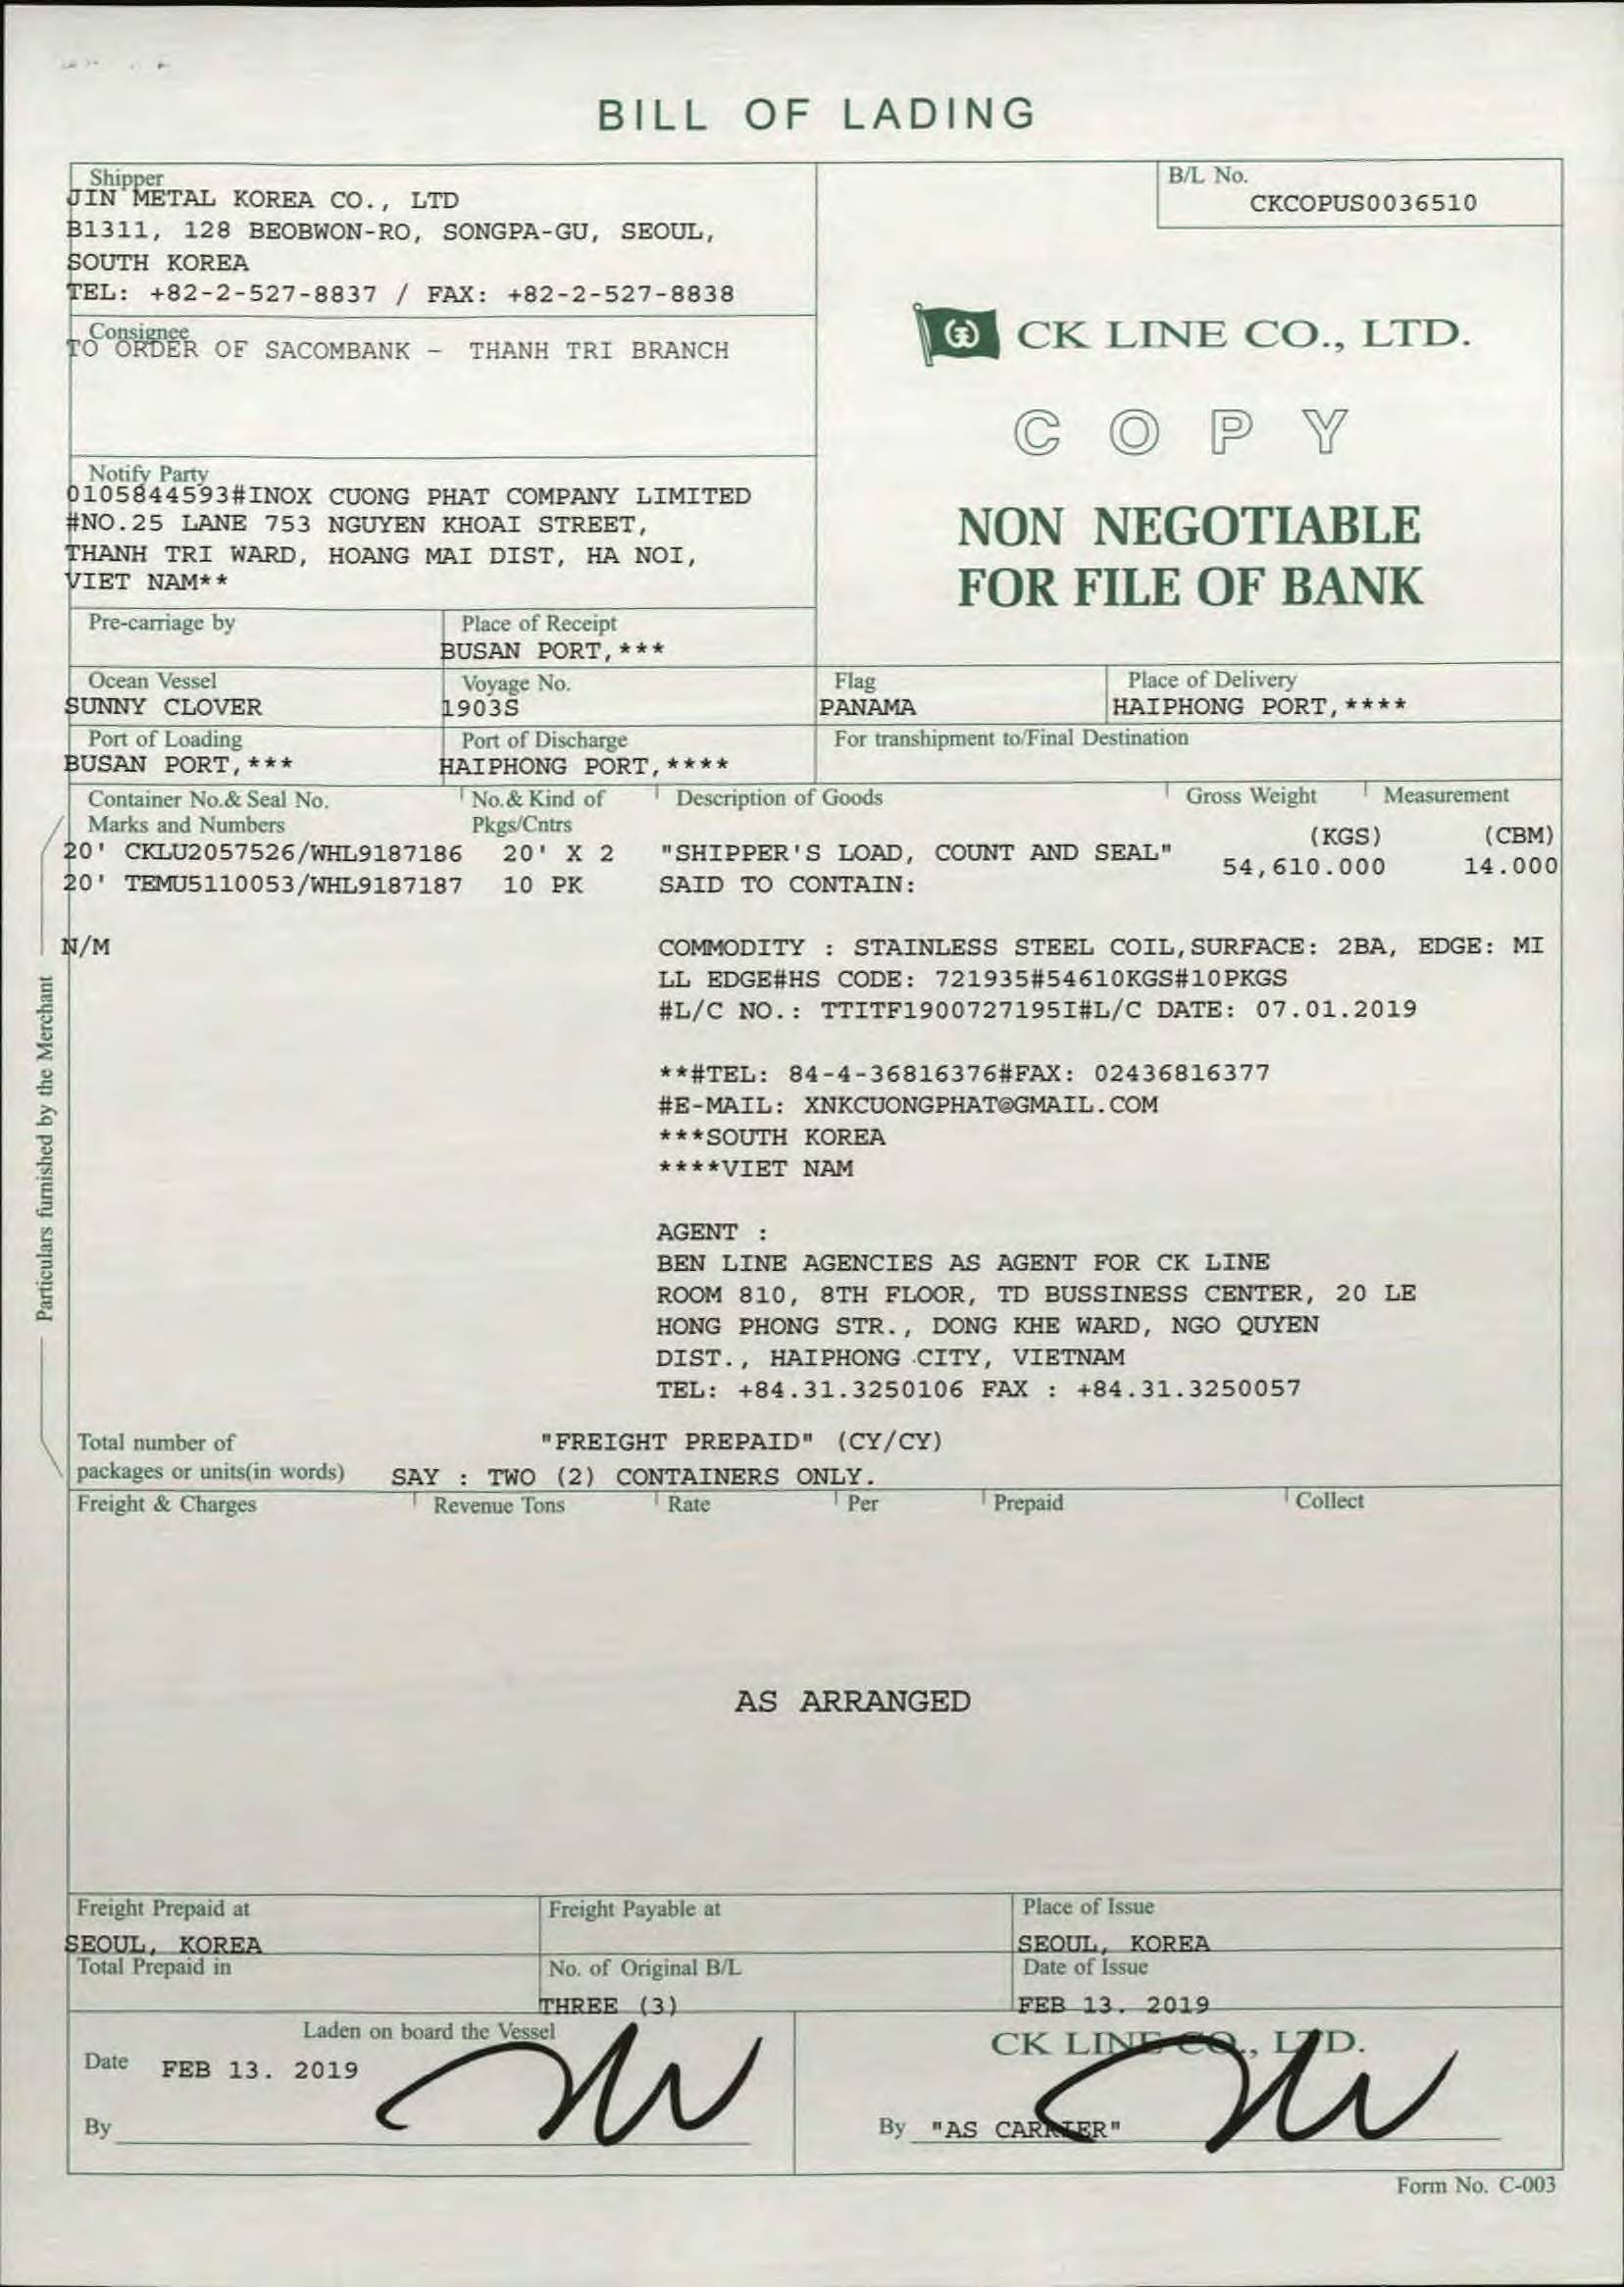 BILL OF LADING
Shipper
JIN METAL KOREA CO., LTD
B1311, 128 BEOBWON-RO, SONGPA-GU, SEOUL,
SOUTH KOREA
TEL: +82-2-527-8837 / FAX: +82-2-527-8838
B/L No.
CKCOPUS0036510
Consignee
TO ORDER OF SACOMBANK - THANH TRI BRANCH
CK LINE CO., LTD.
COPY
NON NEGOTIABLE
FOR FILE OF BANK
Notify Party
0105844593#INOX CUONG PHAT COMPANY LIMITED
#NO.25 LANE 753 NGUYEN KHOAI STREET,
THANH TRI WARD, HOANG MAI DIST, HA NOI,
VIET NAM**
Pre-carriage by
Place of Receipt
BUSAN PORT,***
Ocean Vessel
SUNNY CLOVER
Voyage No.
1903S
Flag
PANAMA
Place of Delivery
HAIPHONG PORT,****
Port of Loading
BUSAN PORT,***
Port of Discharge
HAIPHONG PORT,****
For transhipment to/Final Destination
Container No.& Seal No. No.& Kind of Description of Goods Gross Weight Measurement
Marks and Numbers Pkgs/Cntrs (KGS) (CBM)
20' CKLU2057526/WHL9187186 20' X 2 "SHIPPER'S LOAD, COUNT AND SEAL" 54,610.000 14.000
20' TEMU5110053/WHL9187187 10 PK SAID TO CONTAIN:
N/M COMMODITY : STAINLESS STEEL COIL,SURFACE: 2BA, EDGE: MI
LL EDGE#HS CODE: 721935#54610KGS#10PKGS
#L/C NO.: TTITF1900727195I#L/C DATE: 07.01.2019
**#TEL: 84-4-36816376#FAX: 02436816377
#E-MAIL: XNKCUONGPHAT@GMAIL.COM
***SOUTH KOREA
****VIET NAM
AGENT :
BEN LINE AGENCIES AS AGENT FOR CK LINE
ROOM 810, 8TH FLOOR, TD BUSSINESS CENTER, 20 LE
HONG PHONG STR., DONG KHE WARD, NGO QUYEN
DIST., HAIPHONG CITY, VIETNAM
TEL: +84.31.3250106 FAX : +84.31.3250057
Particulars furnished by the Merchant
Total number of "FREIGHT PREPAID" (CY/CY)
packages or units(in words) SAY : TWO (2) CONTAINERS ONLY.
Freight & Charges Revenue Tons Rate Per Prepaid Collect
AS ARRANGED
Freight Prepaid at
SEOUL, KOREA
Freight Payable at
Place of Issue
SEOUL, KOREA
Total Prepaid in
No. of Original B/L
THREE (3)
Date of Issue
FEB 13. 2019
Laden on board the Vessel
Date FEB 13. 2019
By
CK LINE CO., LTD.
By "AS CARRIER"
Form No. C-003